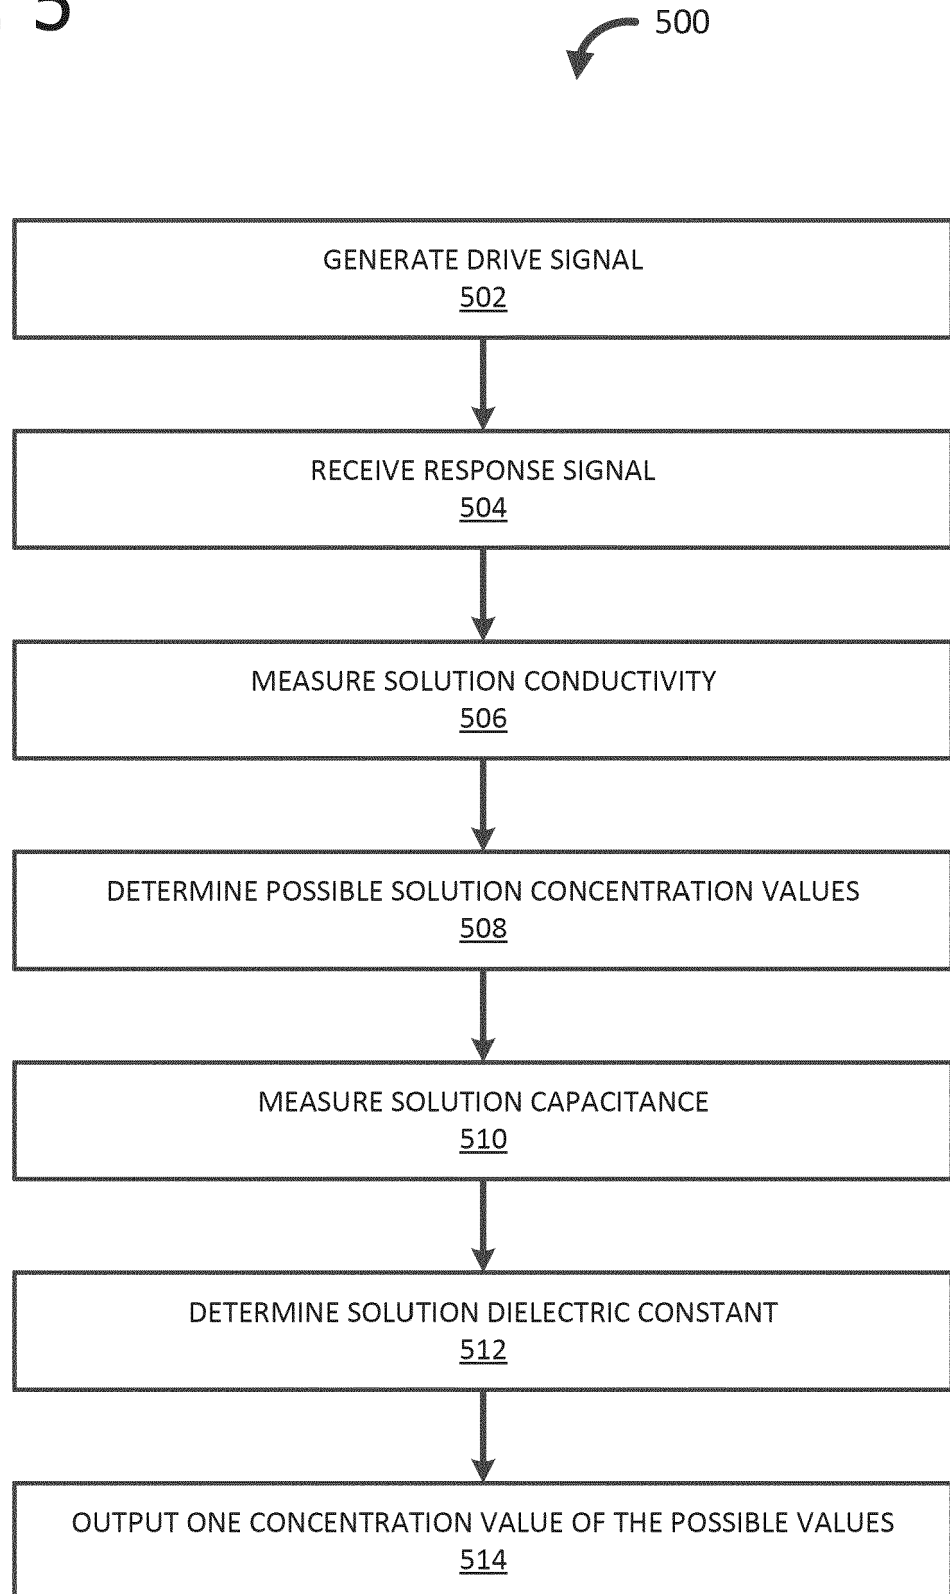 5
500
GENERATE DRIVE SIGNAL
502
RECEIVE RESPONSE SIGNAL
504
MEASURE SOLUTION CONDUCTIVITY
506
DETERMINE POSSIBLE SOLUTION CONCENTRATION VALUES
508
MEASURE SOLUTION CAPACITANCE
510
DETERMINE SOLUTION DIELECTRIC CONSTANT
512
OUTPUT ONE CONCENTRATION VALUE OF THE POSSIBLE VALUES
514